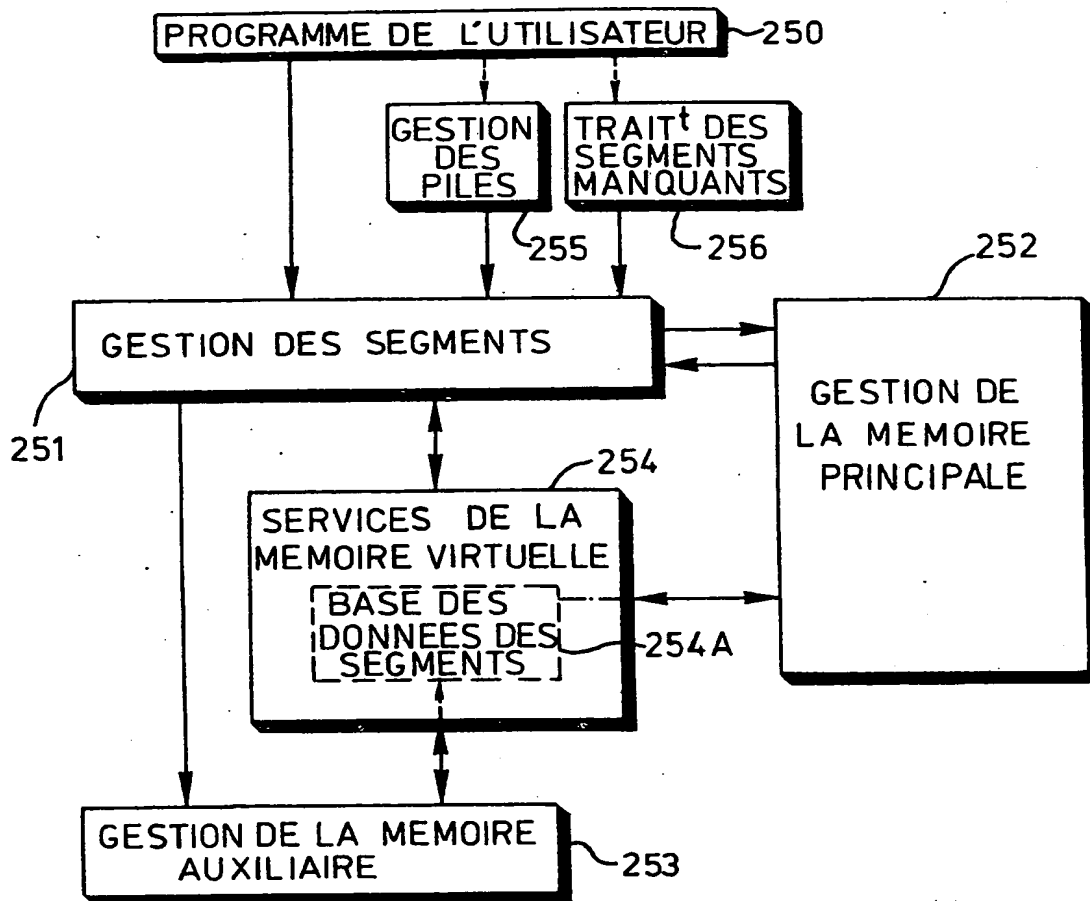 PROGRAMME DE L'UTILISATEUR
250
GESTION
DES
PILES
255
TRAITᵗ DES
SEGMENTS
MANQUANTS
256
252
GESTION DES SEGMENTS
251
GESTION DE
LA MEMOIRE
PRINCIPALE
254
SERVICES DE LA
MEMOIRE VIRTUELLE
BASE DES
DONNEES DES
SEGMENTS
254A
GESTION DE LA MEMOIRE
AUXILIAIRE
253